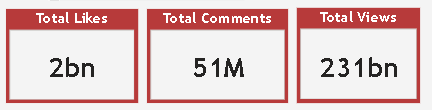 Total Likes
2bn
Total Comments
51M
Total Views
231bn